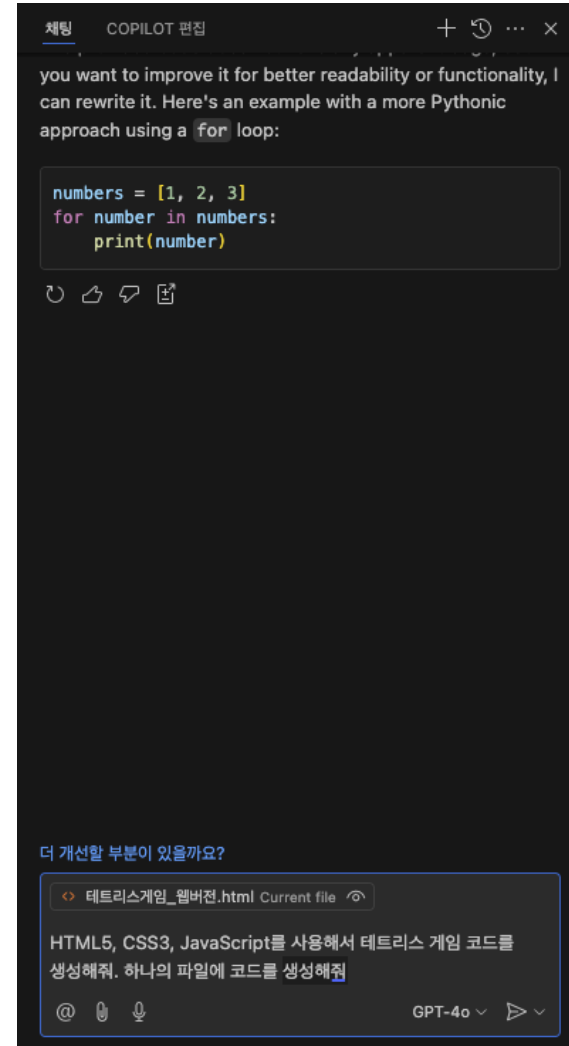 채팅 COPILOT 편집
you want to improve it for better readability or functionality, I
can rewrite it. Here's an example with a more Pythonic
approach using a for loop:
numbers = [1, 2, 3]
for number in numbers:
    print(number)
더 개선할 부분이 있을까요?
테트리스게임_웹버전.html Current file
HTML5, CSS3, JavaScript를 사용해서 테트리스 게임 코드를
생성해줘. 하나의 파일에 코드를 생성해줘
GPT-4o